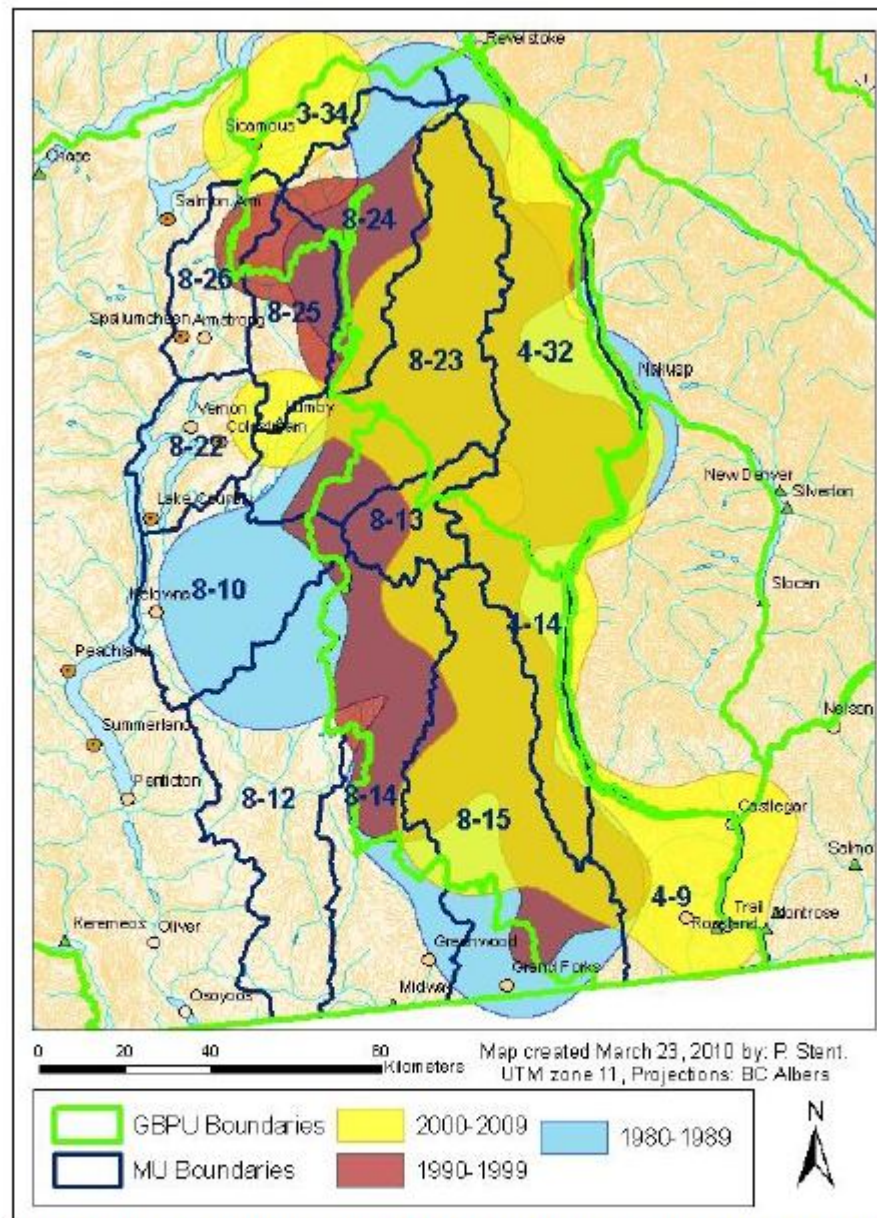 Revelstoke
3-34
Sicamous
Chase
Salmon Arm
8-24
8-26
Spallumcheen
Armstrong
8-25
8-23
4-32
Nakusp
Vernon
Lumby
Coldstream
8-22
New Denver
Silverton
Lake Country
8-13
8-10
Slocan
Kelowna
4-14
Peachland
Nelson
Summerland
Penticton
8-12
8-14
8-15
Castlegar
Salmo
4-9
Keremeos
Oliver
Rossland
Trail
Montrose
Greenwood
Grand Forks
Midway
Osoyoos
0 20 40 80
Kilometers
Map created March 23, 2010 by: P. Stent.
UTM zone 11, Projections: BC Albers
GBPU Boundaries
2000-2009
1980-1989
MU Boundaries
1990-1999
N